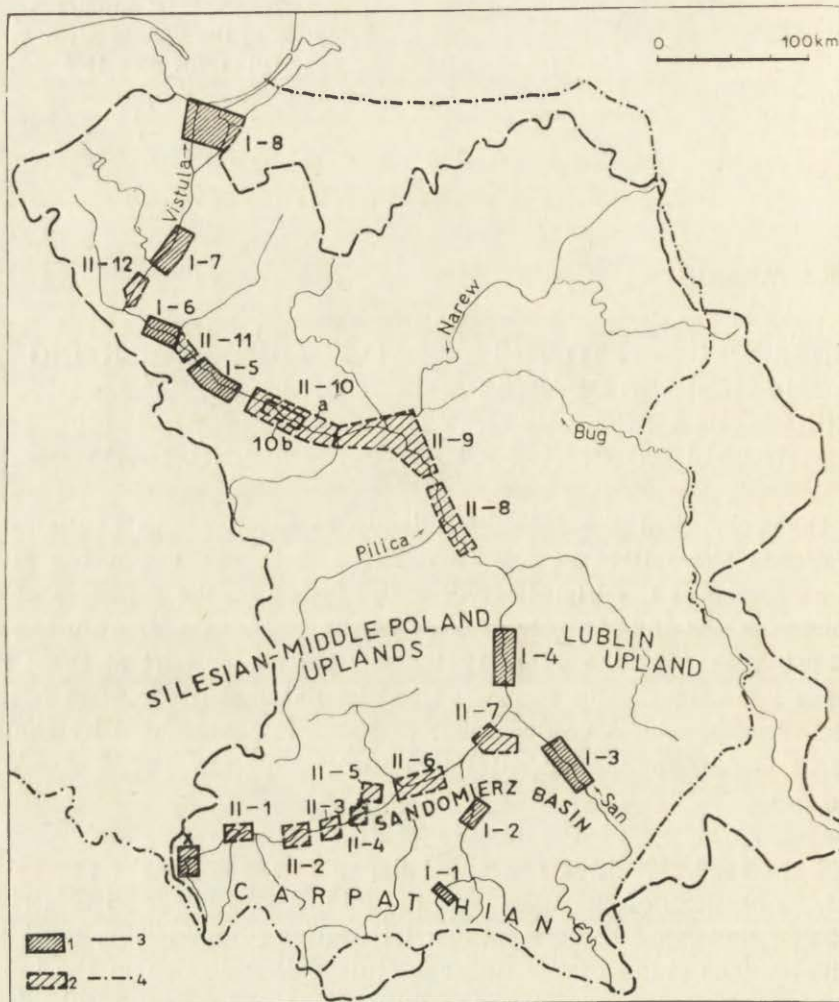 0 100km
I-8
Vistula
I-7
II-12
I-6
II-11
I-5
II-10
a
10b
Narew
II-9
Bug
II-8
Pilica
SILESIAN-MIDDLE POLAND
UPLANDS
LUBLIN
UPLAND
I-4
II-7
I-3
San
II-6
II-5
SANDOMIERZ BASIN
II-1
II-3
II-4
I-2
X
II-2
I-1
CARPATHIANS
1 3
2 4